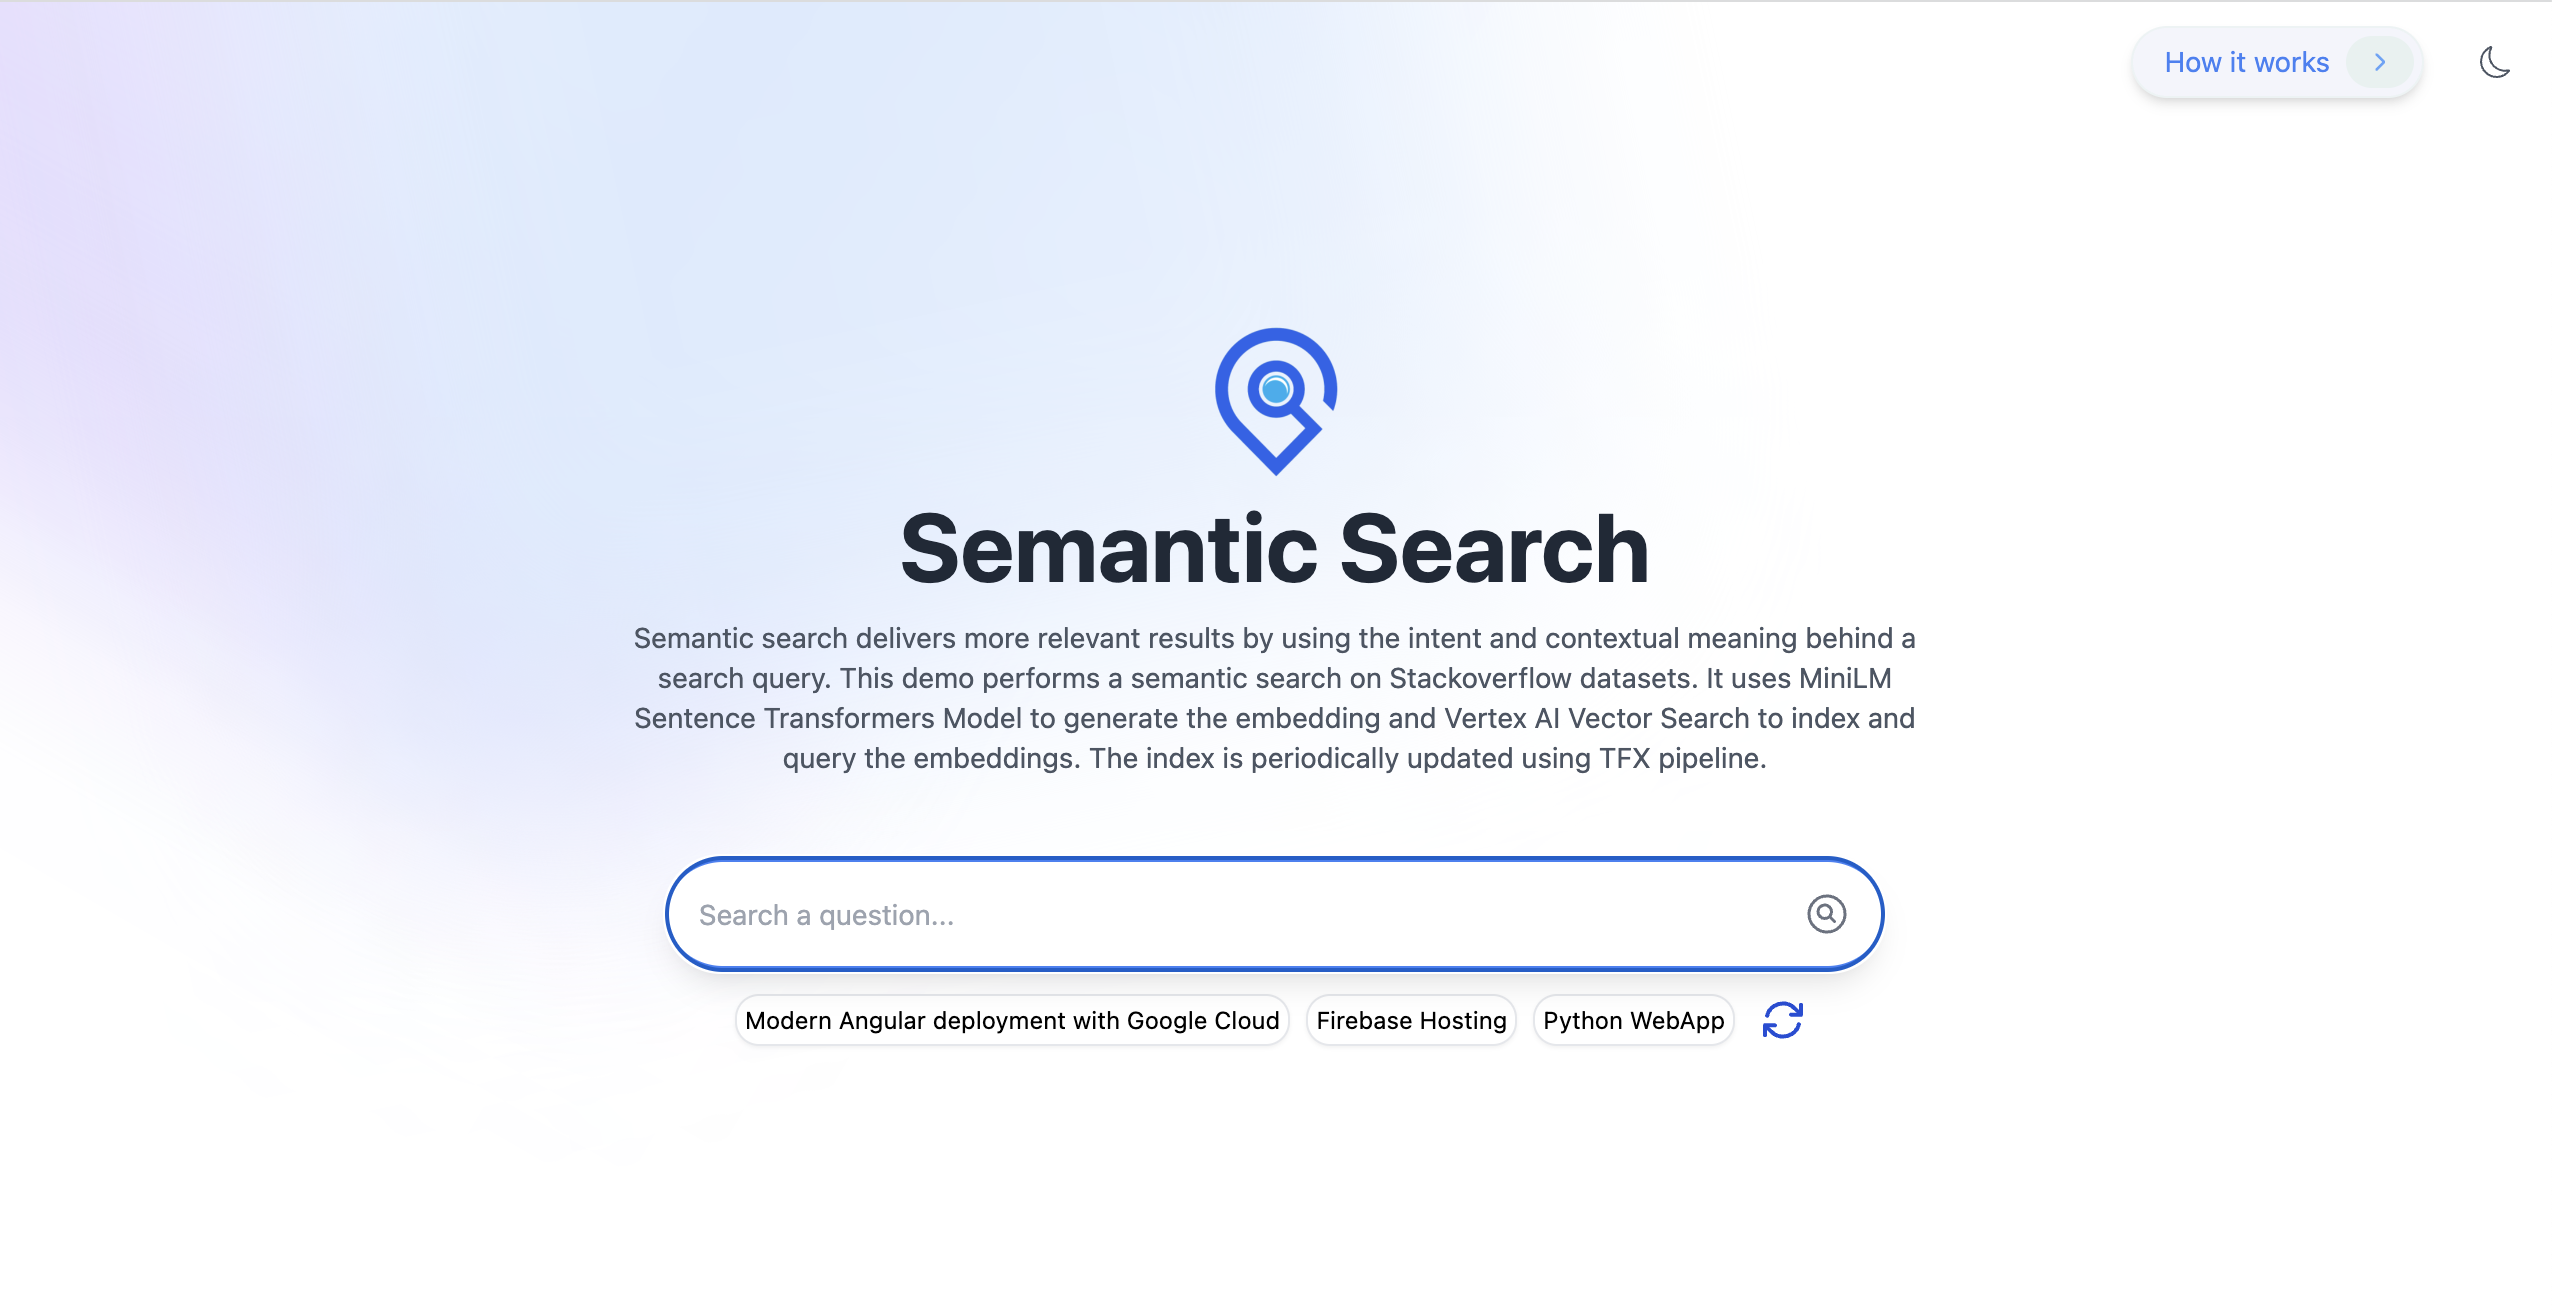 How it works
Semantic Search
Semantic search delivers more relevant results by using the intent and contextual meaning behind a
search query. This demo performs a semantic search on Stackoverflow datasets. It uses MiniLM
Sentence Transformers Model to generate the embedding and Vertex AI Vector Search to index and
query the embeddings. The index is periodically updated using TFX pipeline.
Search a question...
Modern Angular deployment with Google Cloud
Firebase Hosting
Python WebApp